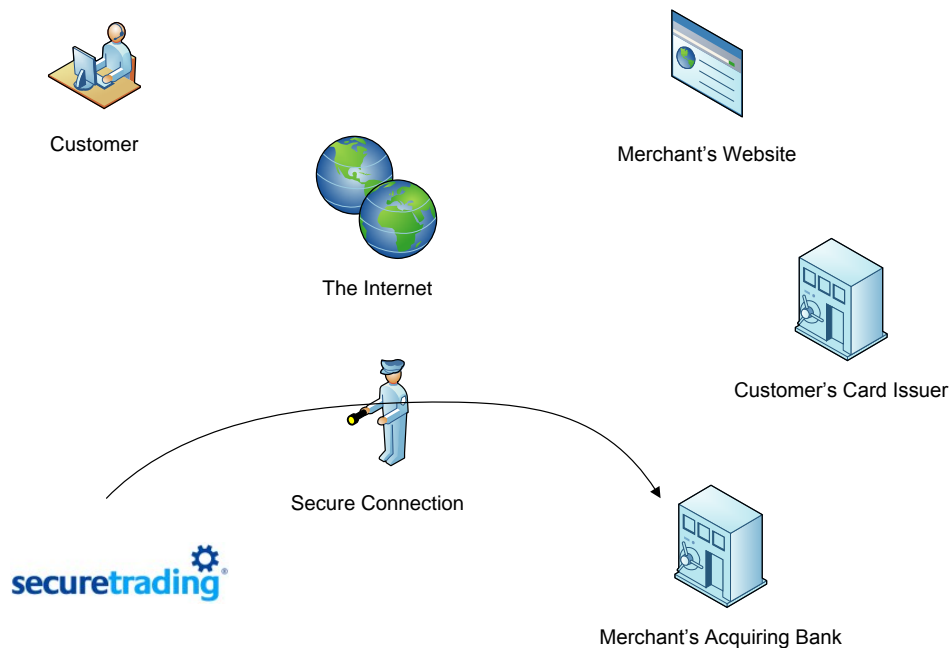 Customer
Merchant's Website
The Internet
Customer's Card Issuer
Secure Connection
securetrading®
Merchant's Acquiring Bank